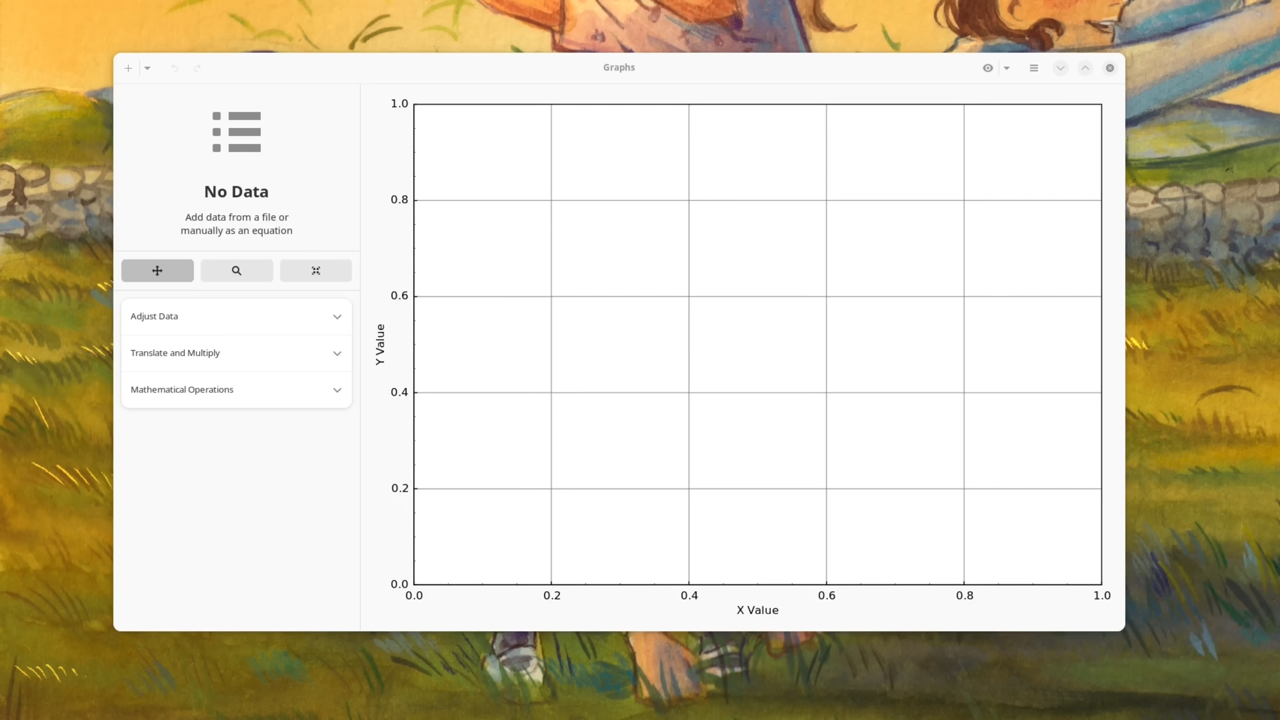 Graphs
No Data
Add data from a file or
manually as an equation
Adjust Data
Translate and Multiply
Mathematical Operations
1.0
0.8
0.6
0.4
0.2
0.0
Y Value
0.0 0.2 0.4 0.6 0.8 1.0
X Value